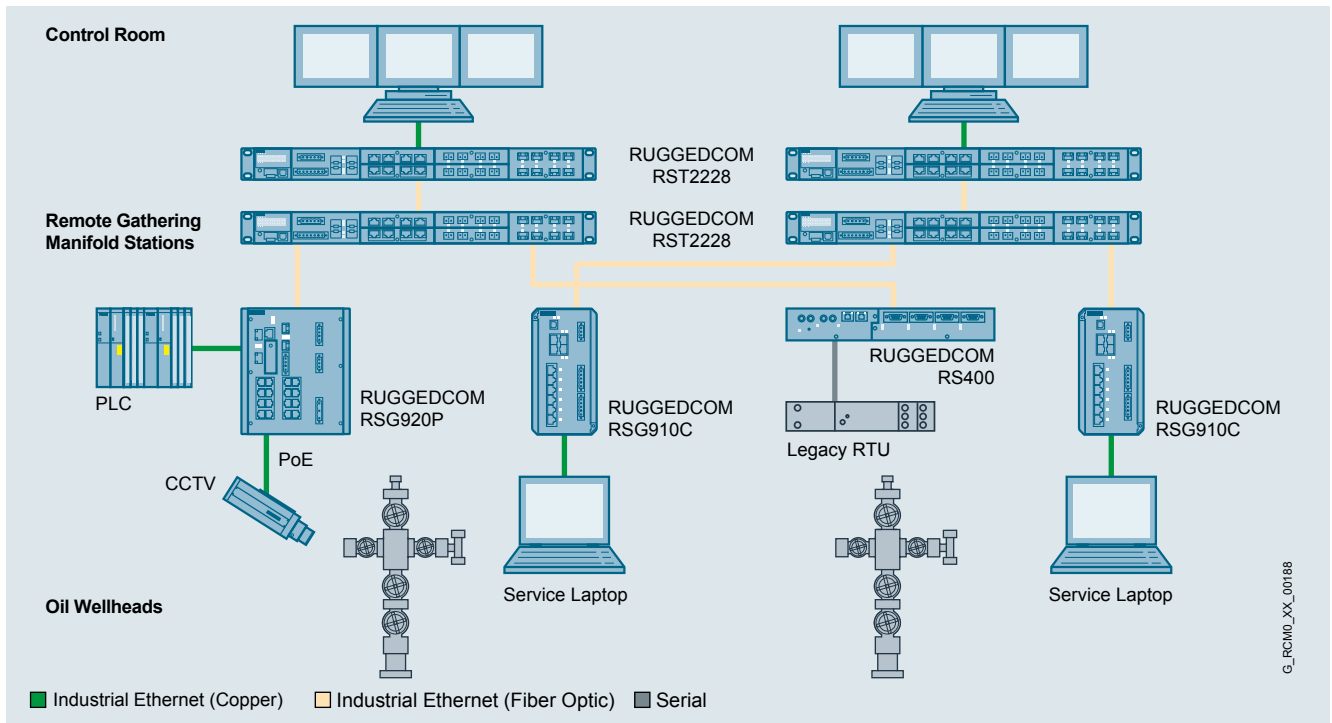 Control Room
RUGGEDCOM
RST2228
Remote Gathering
Manifold Stations
RUGGEDCOM
RST2228
PLC
RUGGEDCOM
RSG920P
PoE
CCTV
RUGGEDCOM
RSG910C
RUGGEDCOM
RS400
Legacy RTU
RUGGEDCOM
RSG910C
Service Laptop
Service Laptop
Oil Wellheads
G_RCM0_XX_00188
Industrial Ethernet (Copper)
Industrial Ethernet (Fiber Optic)
Serial